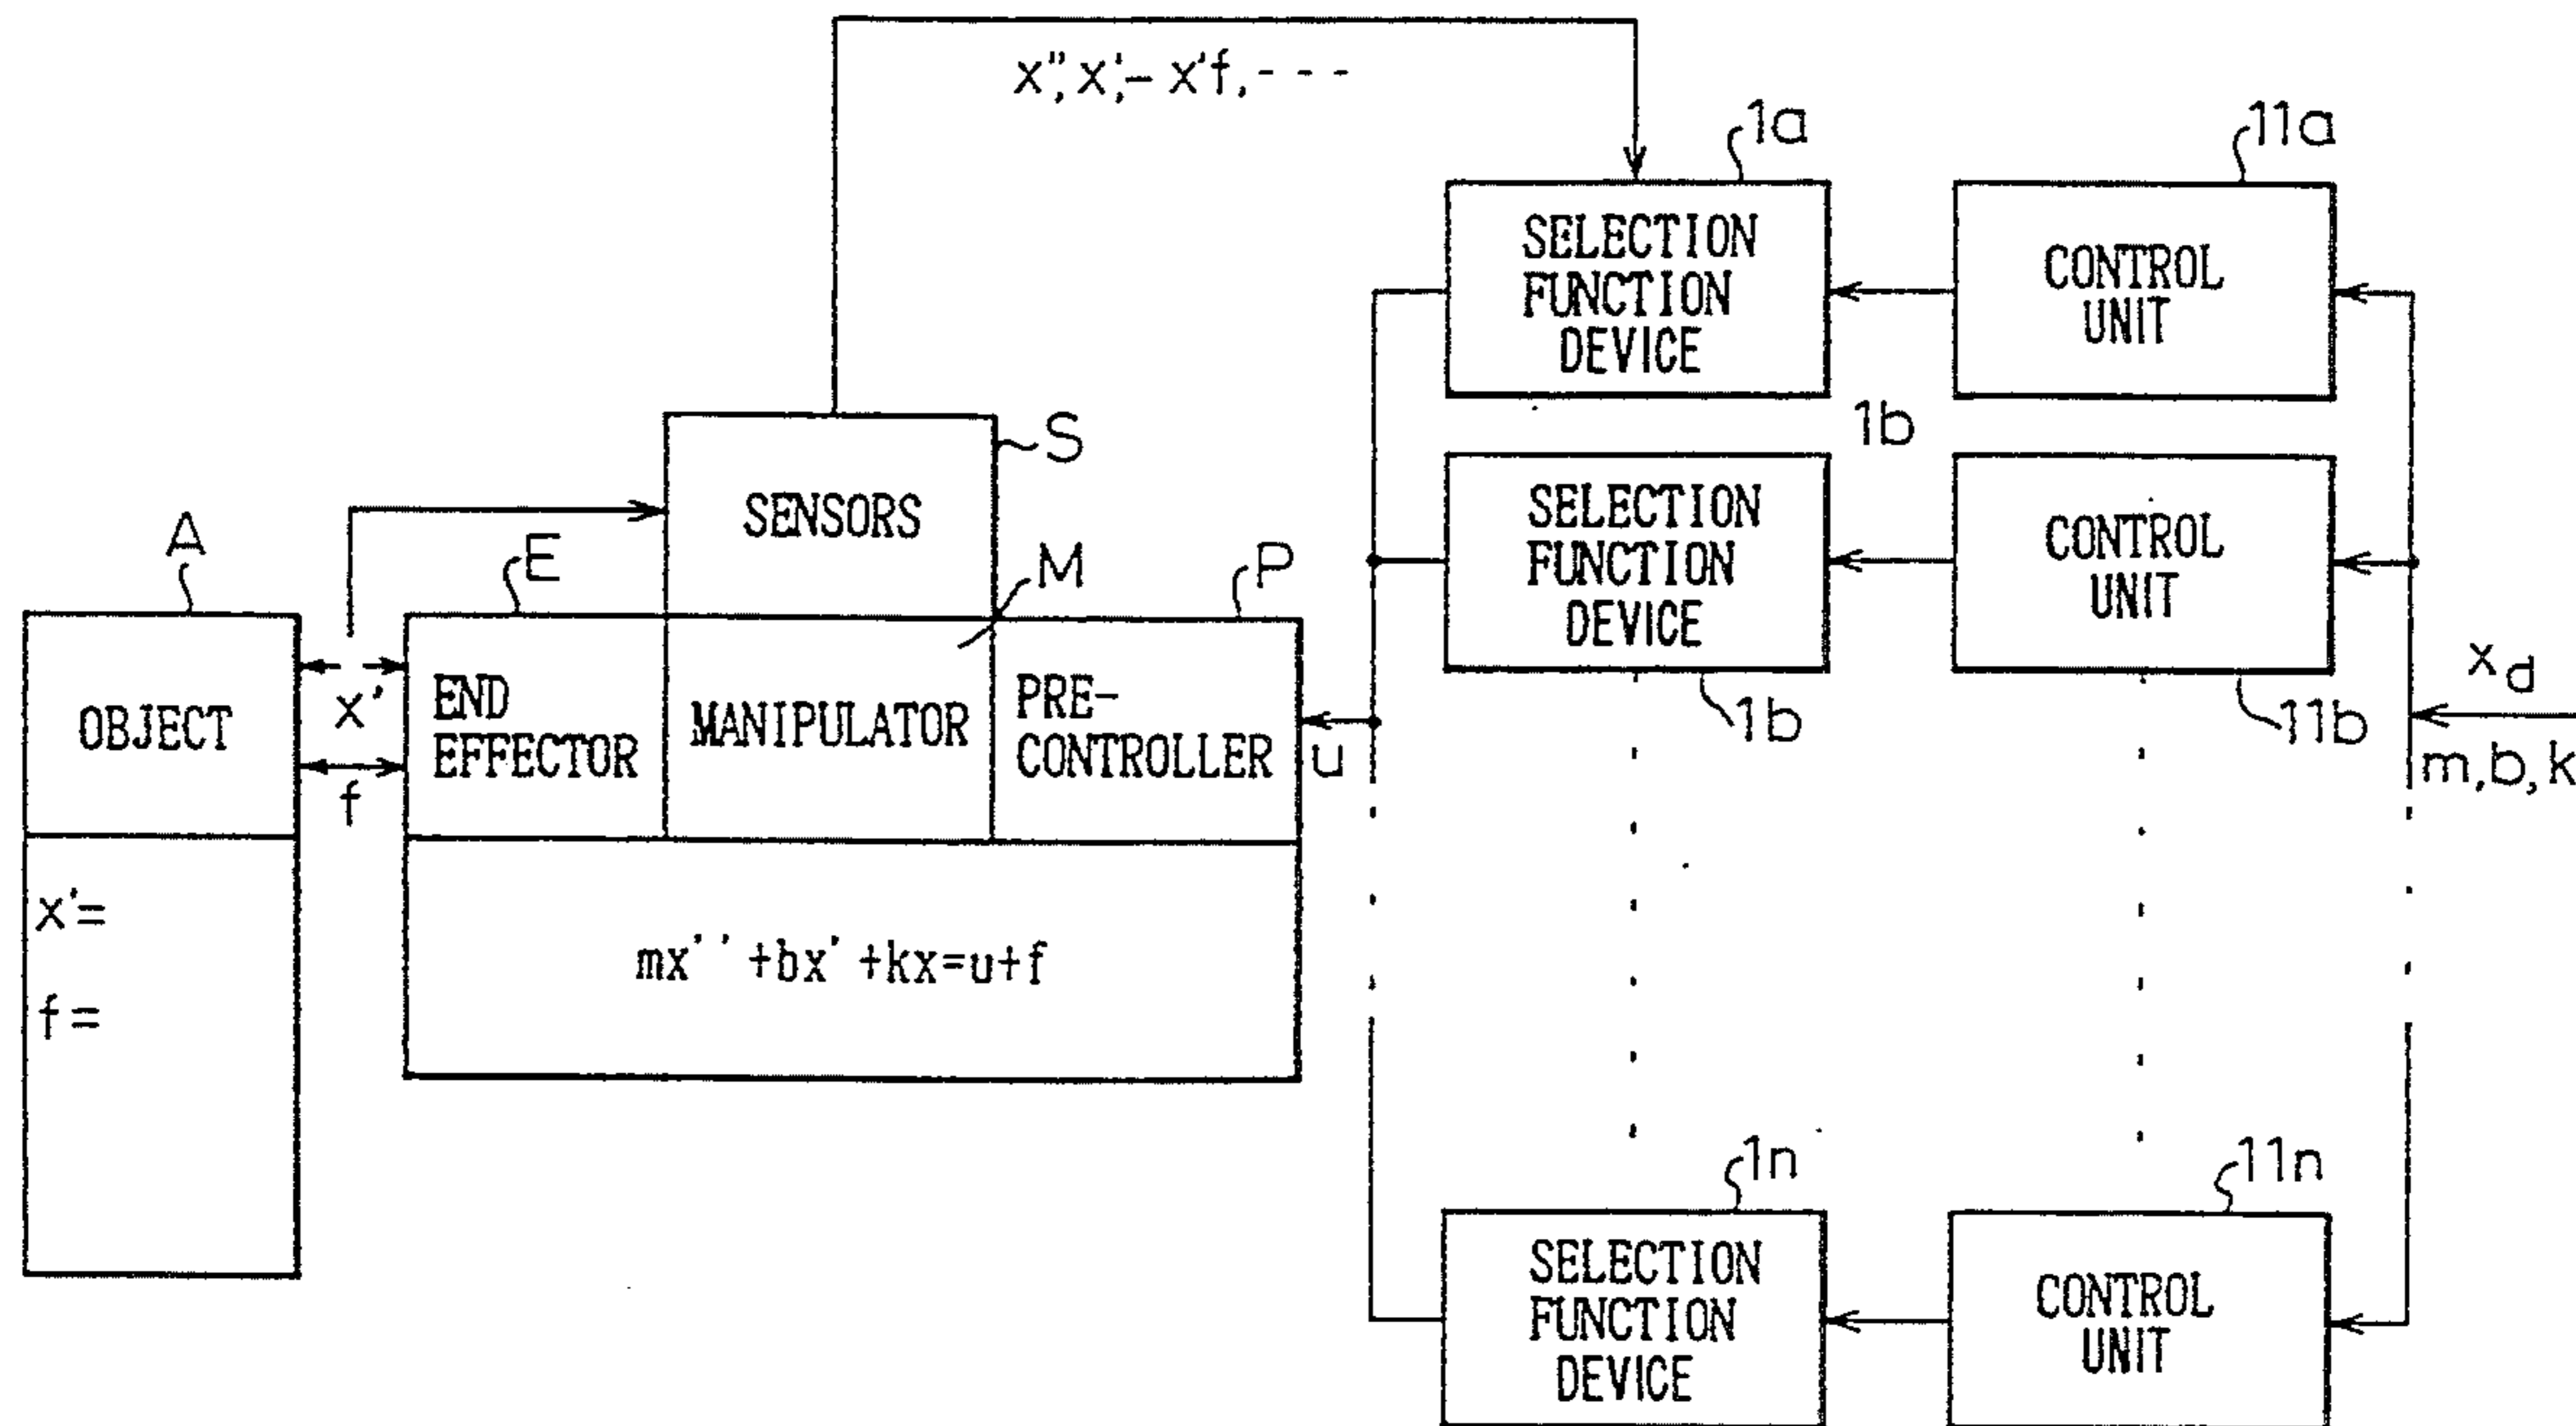 x'', x', - x'f, - - -
1a
11a
SELECTION
FUNCTION
DEVICE
CONTROL
UNIT
1b
S
SENSORS
SELECTION
FUNCTION
DEVICE
CONTROL
UNIT
A
E
M
P
OBJECT
x'
f
END
EFFECTOR
MANIPULATOR
PRE-
CONTROLLER
u
1b
11b
x d
m, b, k
x'=
f=
mx''+bx'+kx=u+f
1n
11n
SELECTION
FUNCTION
DEVICE
CONTROL
UNIT